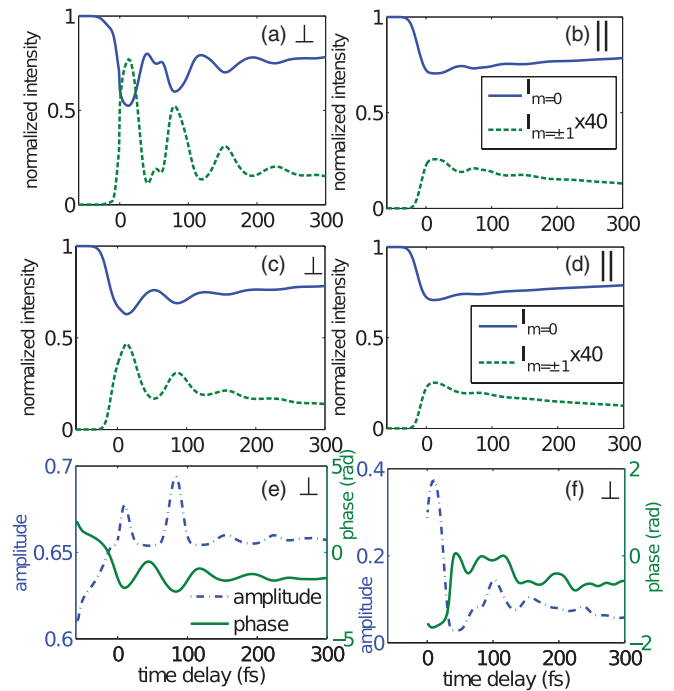 normalized intensity
1
0.5
0
0 100 200 300
(a) ⊥
normalized intensity
1
0.5
0
0 100 200 300
(b) ||
I m=0
I m=±1 x40
normalized intensity
1
0.5
0
0 100 200 300
(c) ⊥
normalized intensity
1
0.5
0
0 100 200 300
(d) ||
I m=0
I m=±1 x40
amplitude
0.7
0.65
0.6
(e) ⊥
5
0
−5
phase (rad)
amplitude
phase
0 100 200 300
time delay (fs)
amplitude
0.4
0.2
0
(f) ⊥
2
0
−2
phase (rad)
0 100 200 300
time delay (fs)